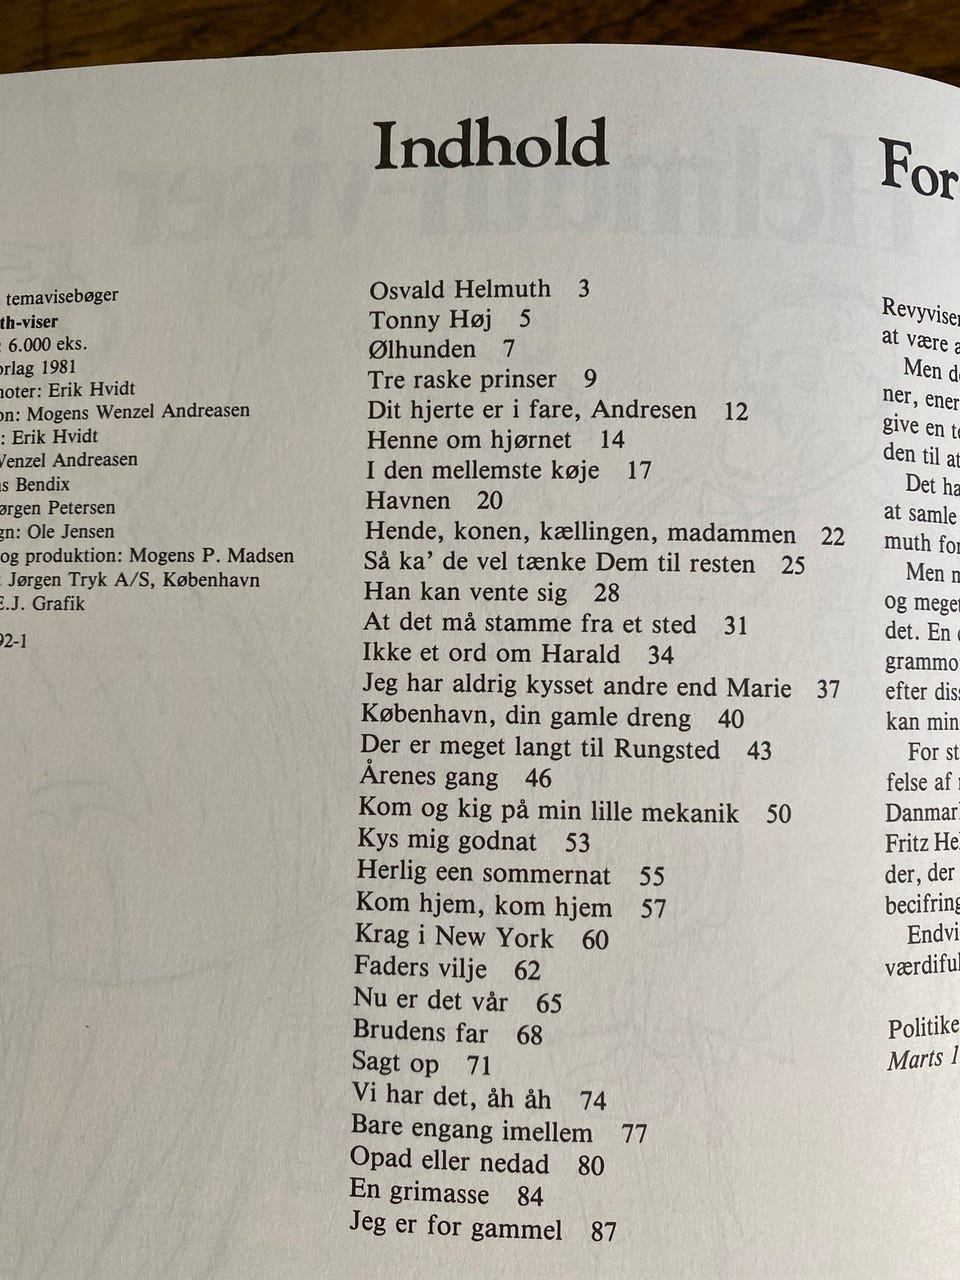 Indhold
temavisebøger
th-viser
: 6.000 eks.
orlag 1981
noter: Erik Hvidt
on: Mogens Wenzel Andreasen
: Erik Hvidt
Venzel Andreasen
as Bendix
ørgen Petersen
gn: Ole Jensen
og produktion: Mogens P. Madsen
: Jørgen Tryk A/S, København
E.J. Grafik
92-1
Osvald Helmuth 3
Tonny Høj 5
Ølhunden 7
Tre raske prinser 9
Dit hjerte er i fare, Andresen 12
Henne om hjørnet 14
I den mellemste køje 17
Havnen 20
Hende, konen, kællingen, madammen 22
Så ka' de vel tænke Dem til resten 25
Han kan vente sig 28
At det må stamme fra et sted 31
Ikke et ord om Harald 34
Jeg har aldrig kysset andre end Marie 37
København, din gamle dreng 40
Der er meget langt til Rungsted 43
Årenes gang 46
Kom og kig på min lille mekanik 50
Kys mig godnat 53
Herlig een sommernat 55
Kom hjem, kom hjem 57
Krag i New York 60
Faders vilje 62
Nu er det vår 65
Brudens far 68
Sagt op 71
Vi har det, åh åh 74
Bare engang imellem 77
Opad eller nedad 80
En grimasse 84
Jeg er for gammel 87
For
Revyviser
at være a
Men d
ner, ener
give en te
den til at
Det ha
at samle
muth for
Men n
og meget
det. En
grammo
efter diss
kan min
For st
felse af
Danmar
Fritz He
der, der
becifring
Endvi
værdiful
Politike
Marts 1